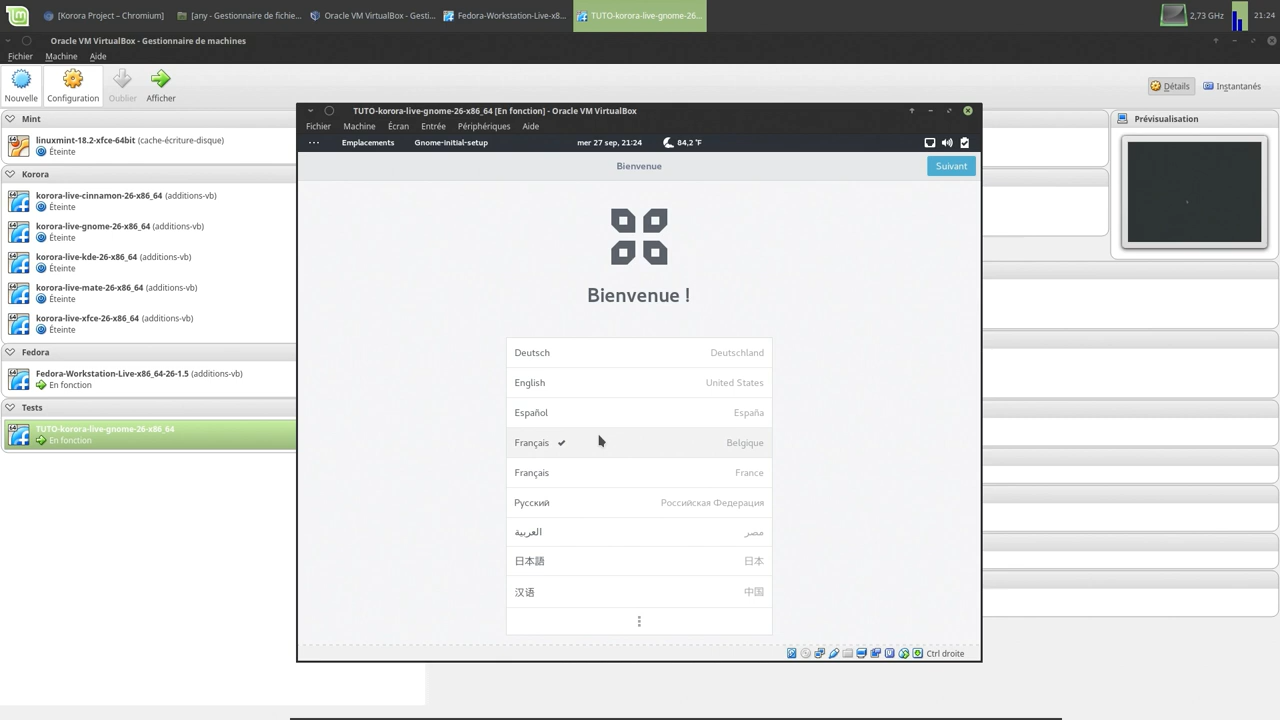 [Korora Project – Chromium]
[any - Gestionnaire de fichie...
Oracle VM VirtualBox - Gesti...
Fedora-Workstation-Live-x8...
TUTO-korora-live-gnome-26...
2,73 GHz
21:24
Oracle VM VirtualBox - Gestionnaire de machines
Fichier Machine Aide
Nouvelle Configuration Oublier Afficher
Détails Instantanés
Mint
linuxmint-18.2-xfce-64bit (cache-écriture-disque)
Éteinte
Korora
korora-live-cinnamon-26-x86_64 (additions-vb)
Éteinte
korora-live-gnome-26-x86_64 (additions-vb)
Éteinte
korora-live-kde-26-x86_64 (additions-vb)
Éteinte
korora-live-mate-26-x86_64 (additions-vb)
Éteinte
korora-live-xfce-26-x86_64 (additions-vb)
Éteinte
Fedora
Fedora-Workstation-Live-x86_64-26-1.5 (additions-vb)
En fonction
Tests
TUTO-korora-live-gnome-26-x86_64
En fonction
TUTO-korora-live-gnome-26-x86_64 [En fonction] - Oracle VM VirtualBox
Fichier Machine Écran Entrée Périphériques Aide
Emplacements Gnome-initial-setup mer 27 sep, 21:24 84,2 °F
Bienvenue
Suivant
Bienvenue !
Deutsch Deutschland
English United States
Español España
Français Belgique
Français France
Русский Российская Федерация
العربية مصر
日本語 日本
汉语 中国
Ctrl droite
Prévisualisation